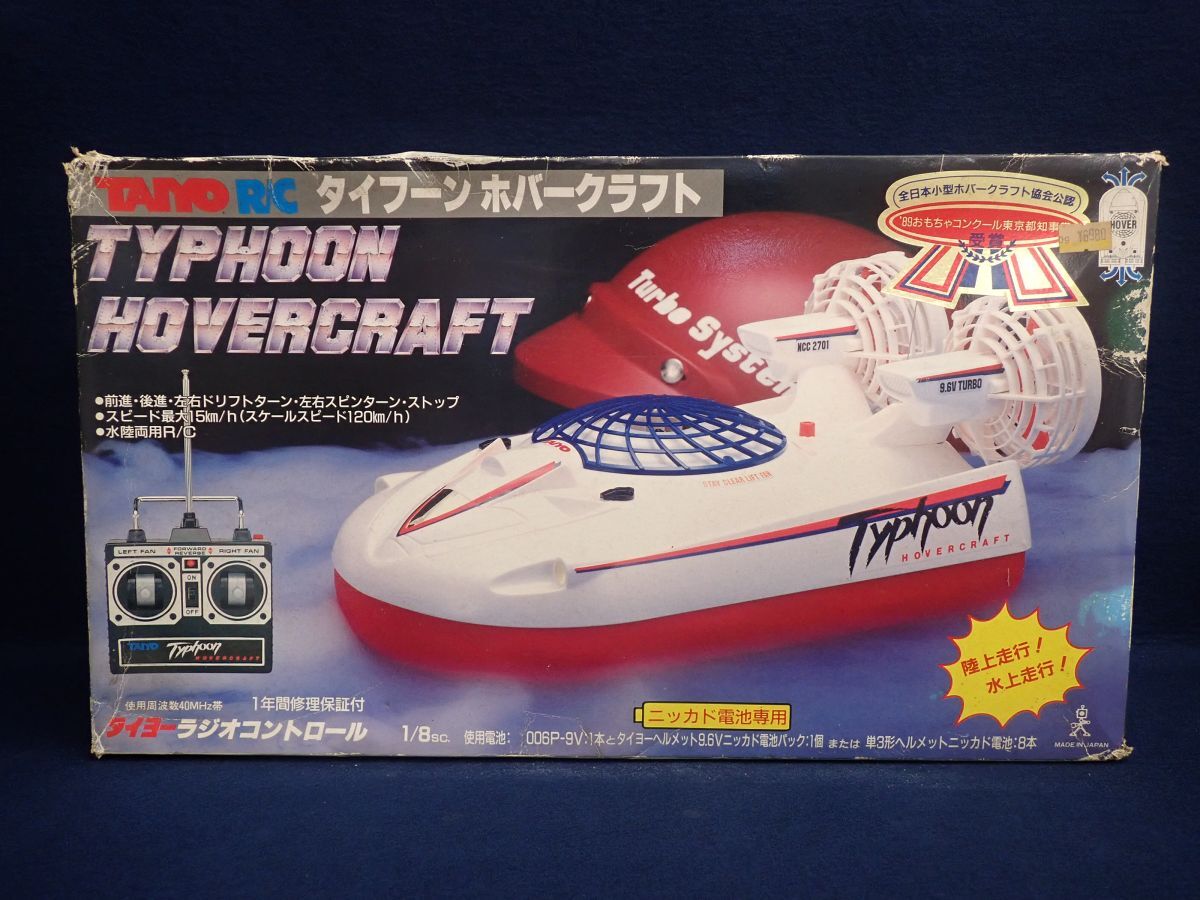 TAIYO R/C タイフーン ホバークラフト
TYPHOON
HOVERCRAFT
全日本小型ホバークラフト協会公認
'89おもちゃコンクール東京都知事
受賞
HOVER
¥6980
Turbo System
NCC 2701
9.6V TURBO
●前進・後進・左右ドリフトターン・左右スピンターン・ストップ
●スピード最大15km/h(スケールスピード120km/h)
●水陸両用R/C
TAIYO
STAY CLEAR LIFT FAN
Typhoon
HOVERCRAFT
LEFT FAN FORWARD REVERSE RIGHT FAN
ON
OFF
TAIYO Typhoon
HOVERCRAFT
陸上走行!
水上走行!
使用周波数40MHz帯 1年間修理保証付
タイヨーラジオコントロール 1/8SC.
ニッカド電池専用
使用電池: 006P-9V:1本とタイヨーヘルメット9.6Vニッカド電池パック:1個 または 単3形ヘルメットニッカド電池:8本
MADE IN JAPAN